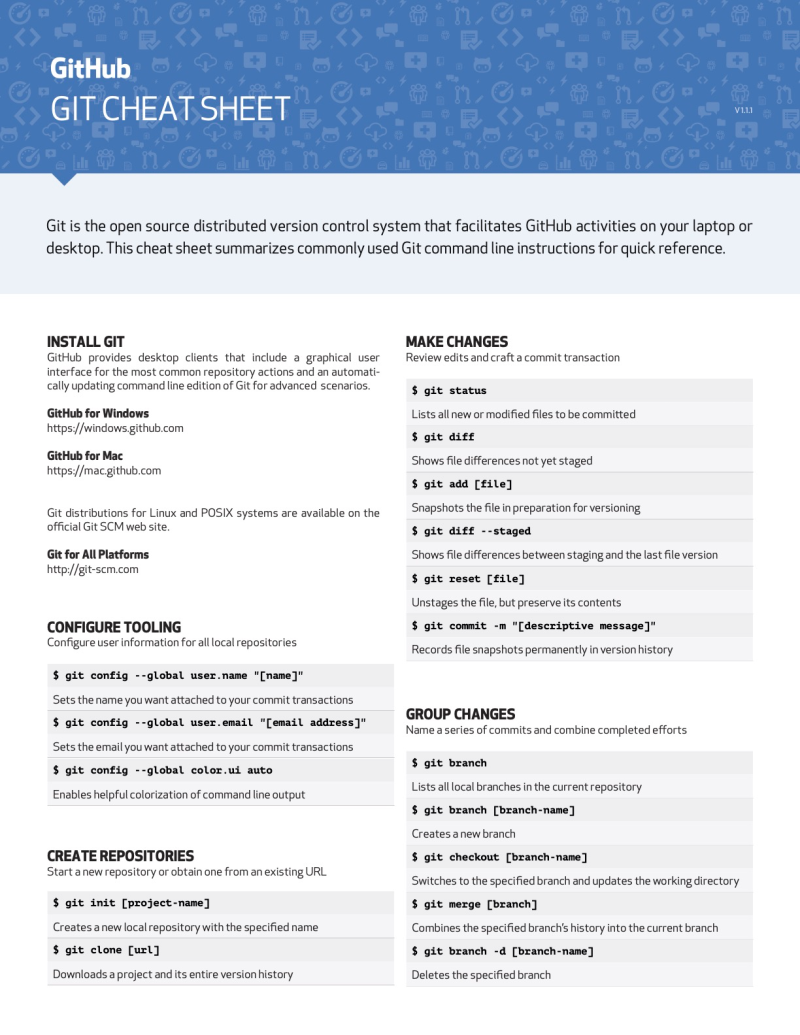 GitHub
GIT CHEAT SHEET
V1.1.1
Git is the open source distributed version control system that facilitates GitHub activities on your laptop or
desktop. This cheat sheet summarizes commonly used Git command line instructions for quick reference.
INSTALL GIT
GitHub provides desktop clients that include a graphical user
interface for the most common repository actions and an automati-
cally updating command line edition of Git for advanced scenarios.
GitHub for Windows
https://windows.github.com
GitHub for Mac
https://mac.github.com
Git distributions for Linux and POSIX systems are available on the
official Git SCM web site.
Git for All Platforms
http://git-scm.com
CONFIGURE TOOLING
Configure user information for all local repositories
$ git config --global user.name "[name]"
Sets the name you want attached to your commit transactions
$ git config --global user.email "[email address]"
Sets the email you want attached to your commit transactions
$ git config --global color.ui auto
Enables helpful colorization of command line output
CREATE REPOSITORIES
Start a new repository or obtain one from an existing URL
$ git init [project-name]
Creates a new local repository with the specified name
$ git clone [url]
Downloads a project and its entire version history
MAKE CHANGES
Review edits and craft a commit transaction
$ git status
Lists all new or modified files to be committed
$ git diff
Shows file differences not yet staged
$ git add [file]
Snapshots the file in preparation for versioning
$ git diff --staged
Shows file differences between staging and the last file version
$ git reset [file]
Unstages the file, but preserve its contents
$ git commit -m "[descriptive message]"
Records file snapshots permanently in version history
GROUP CHANGES
Name a series of commits and combine completed efforts
$ git branch
Lists all local branches in the current repository
$ git branch [branch-name]
Creates a new branch
$ git checkout [branch-name]
Switches to the specified branch and updates the working directory
$ git merge [branch]
Combines the specified branch’s history into the current branch
$ git branch -d [branch-name]
Deletes the specified branch